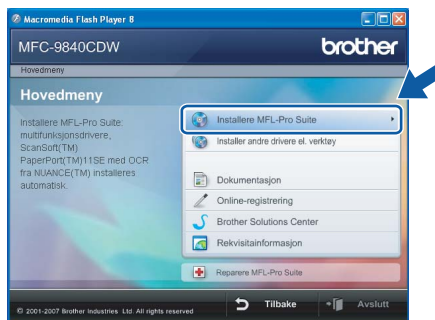 Macromedia Flash Player 8
MFC-9840CDW
brother
Hovedmeny
Hovedmeny
Installere MFL-Pro Suite:
multifunksjonsdrivere,
ScanSoft(TM)
PaperPort(TM)11SE med OCR
fra NUANCE(TM) installeres
automatisk.
Installere MFL-Pro Suite
Installer andre drivere el. verktøy
Dokumentasjon
Online-registrering
Brother Solutions Center
Rekvisitainformasjon
Reparere MFL-Pro Suite
© 2001-2007 Brother Industries Ltd. All rights reserved
Tilbake
Avslutt